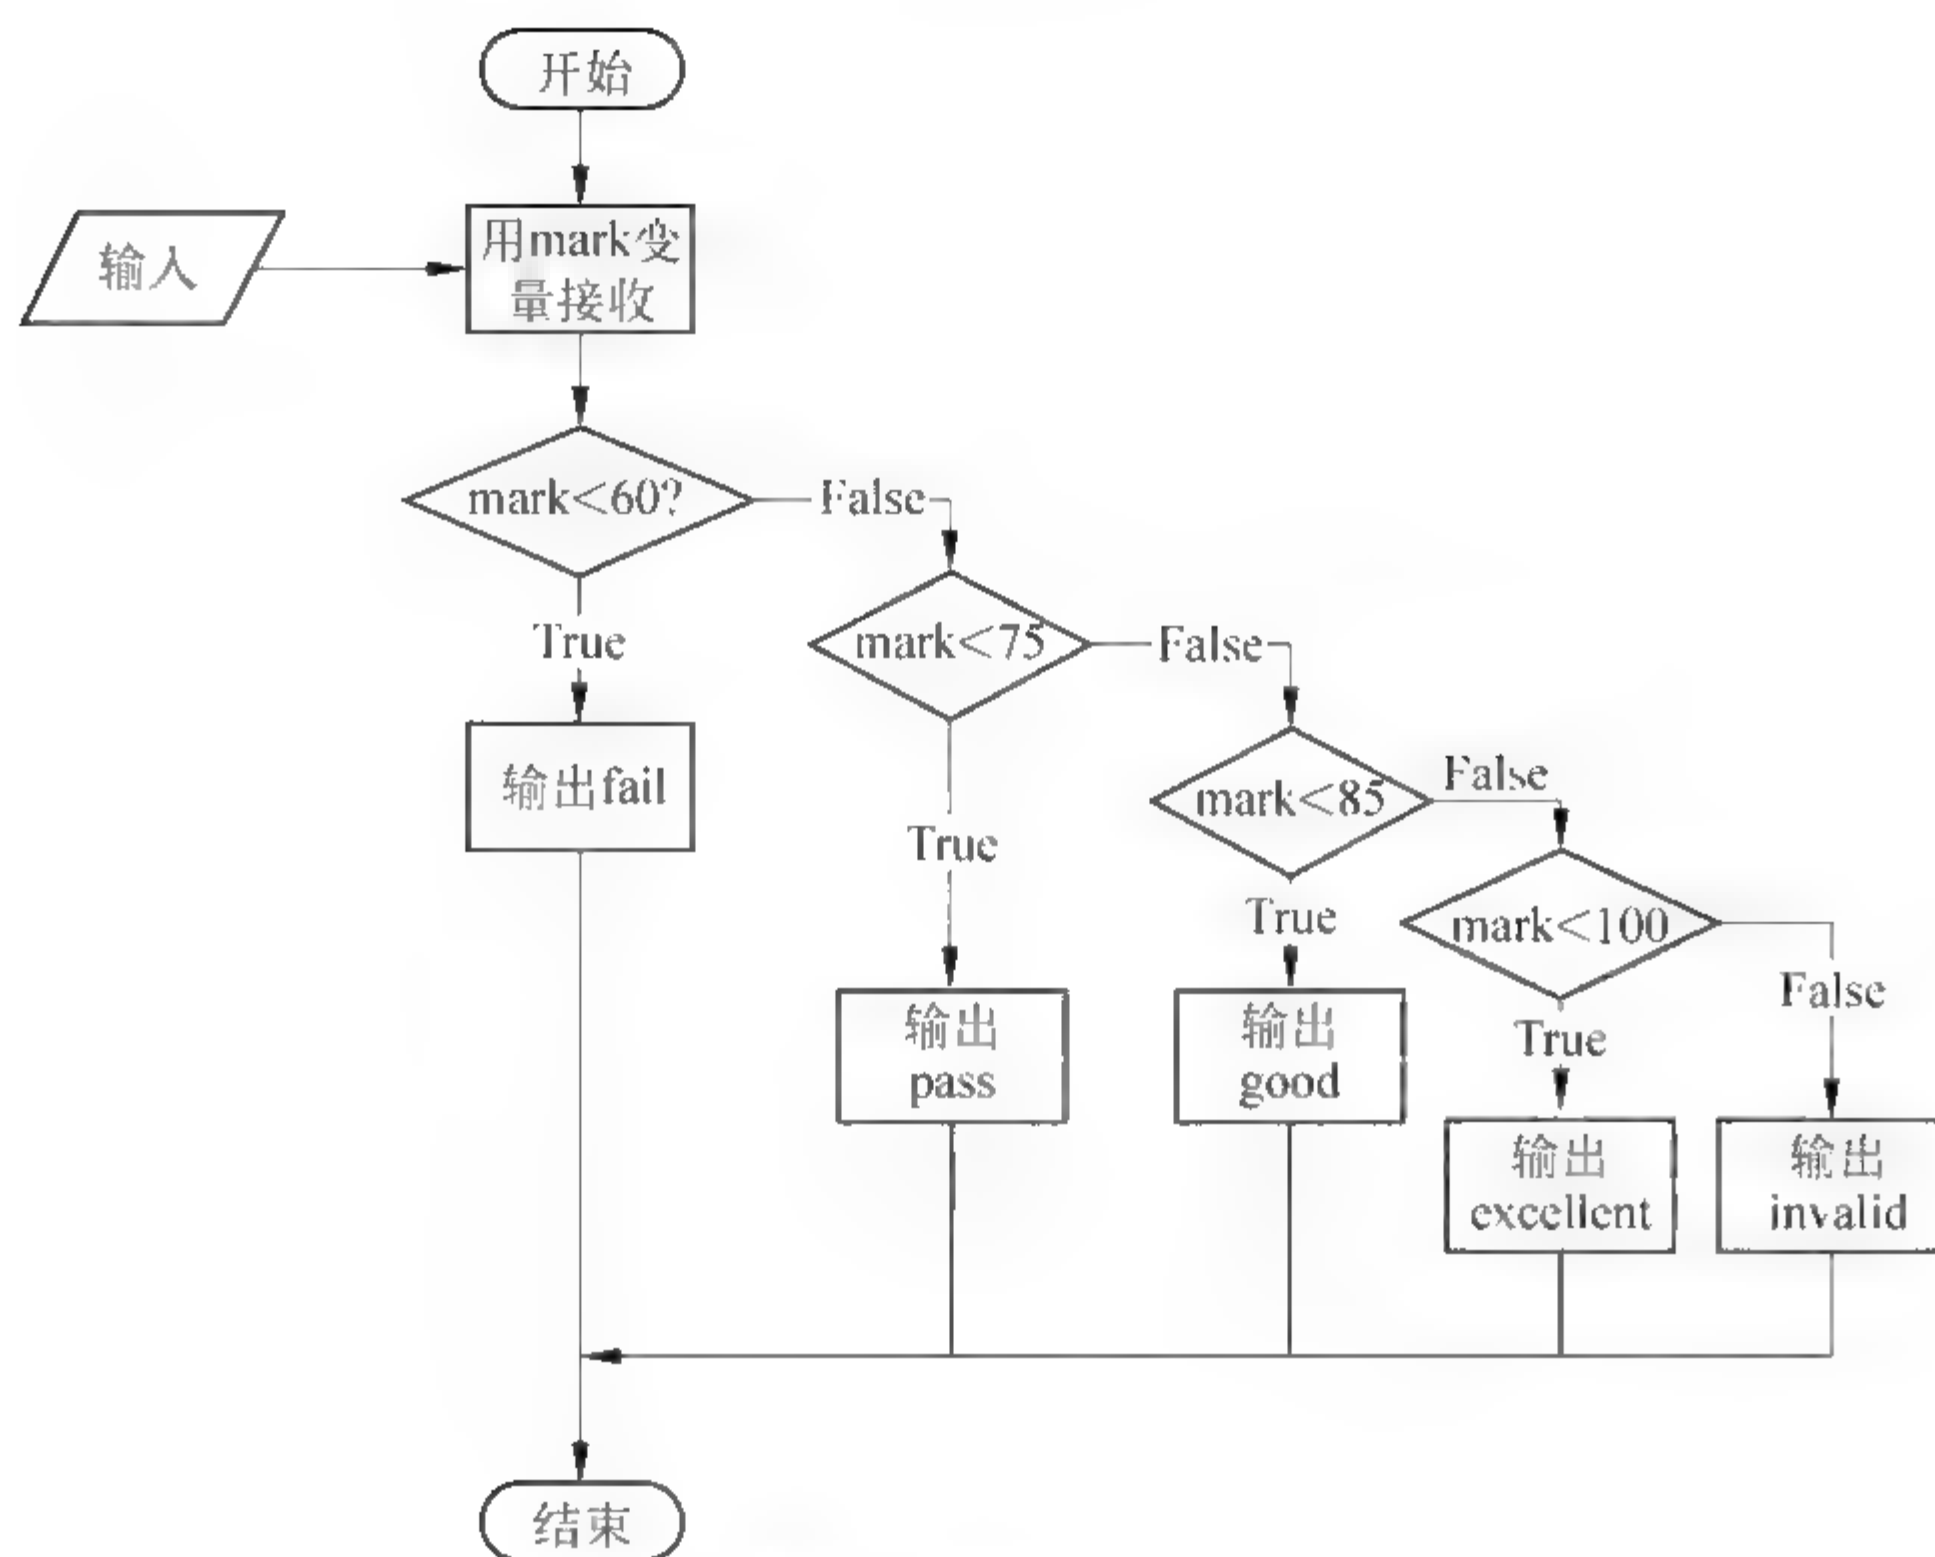 开始
输入
用mark变
量接收
mark<60?
False
True
mark<75
False
输出fail
True
mark<85
False
True
mark<100
False
True
输出
pass
输出
good
输出
excellent
输出
invalid
结束